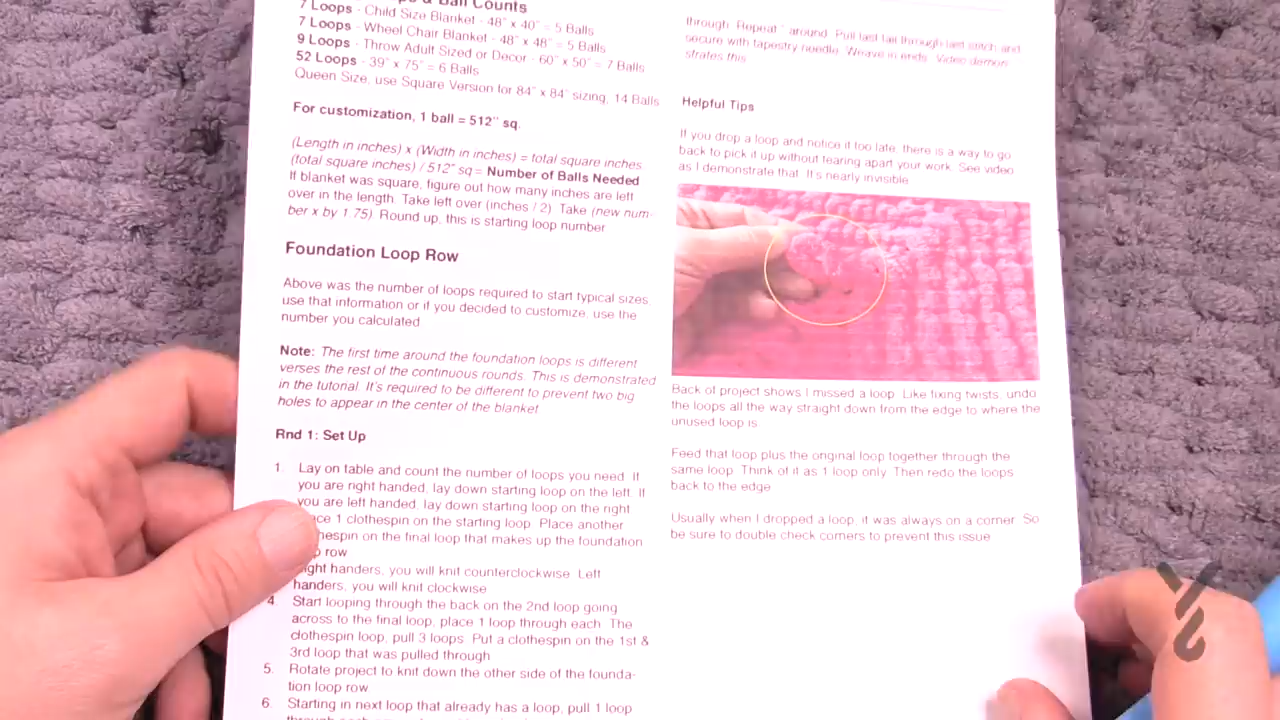 & Ball Counts
7 Loops - Child Size Blanket - 48" x 40" = 5 Balls
7 Loops - Wheel Chair Blanket - 48" x 48" = 5 Balls
9 Loops - Throw Adult Sized or Decor - 60" x 50" = 7 Balls
52 Loops - 39" x 75" = 6 Balls
Queen Size, use Square Version for 84" x 84" sizing, 14 Balls
For customization, 1 ball = 512" sq.
(Length in inches) x (Width in inches) = total square inches
(total square inches) / 512" sq = Number of Balls Needed
If blanket was square, figure out how many inches are left
over in the length. Take left over (inches / 2). Take (new num-
ber x by 1.75). Round up, this is starting loop number
Foundation Loop Row
Above was the number of loops required to start typical sizes,
use that information or if you decided to customize, use the
number you calculated
Note: The first time around the foundation loops is different
verses the rest of the continuous rounds. This is demonstrated
in the tutorial. It's required to be different to prevent two big
holes to appear in the center of the blanket
Rnd 1: Set Up
1. Lay on table and count the number of loops you need. If
you are right handed, lay down starting loop on the left. If
you are left handed, lay down starting loop on the right
1 clothespin on the starting loop. Place another
on the final loop that makes up the foundation
row
handers, you will knit counterclockwise. Left
handers, you will knit clockwise
4. Start looping through the back on the 2nd loop going
across to the final loop, place 1 loop through each. The
clothespin loop, pull 3 loops. Put a clothespin on the 1st &
3rd loop that was pulled through
5. Rotate project to knit down the other side of the founda-
tion loop row
6. Starting in next loop that already has a loop, pull 1 loop
through. Repeat * around. Pull last tail through last stitch and
secure with tapestry needle. Weave in ends. Video demon-
strates this
Helpful Tips
If you drop a loop and notice it too late, there is a way to go
back to pick it up without tearing apart your work. See video
as I demonstrate that. It's nearly invisible
Back of project shows I missed a loop. Like fixing twists, undo
the loops all the way straight down from the edge to where the
unused loop is
Feed that loop plus the original loop together through the
same loop. Think of it as 1 loop only. Then redo the loops
back to the edge
Usually when I dropped a loop, it was always on a corner. So
be sure to double check corners to prevent this issue